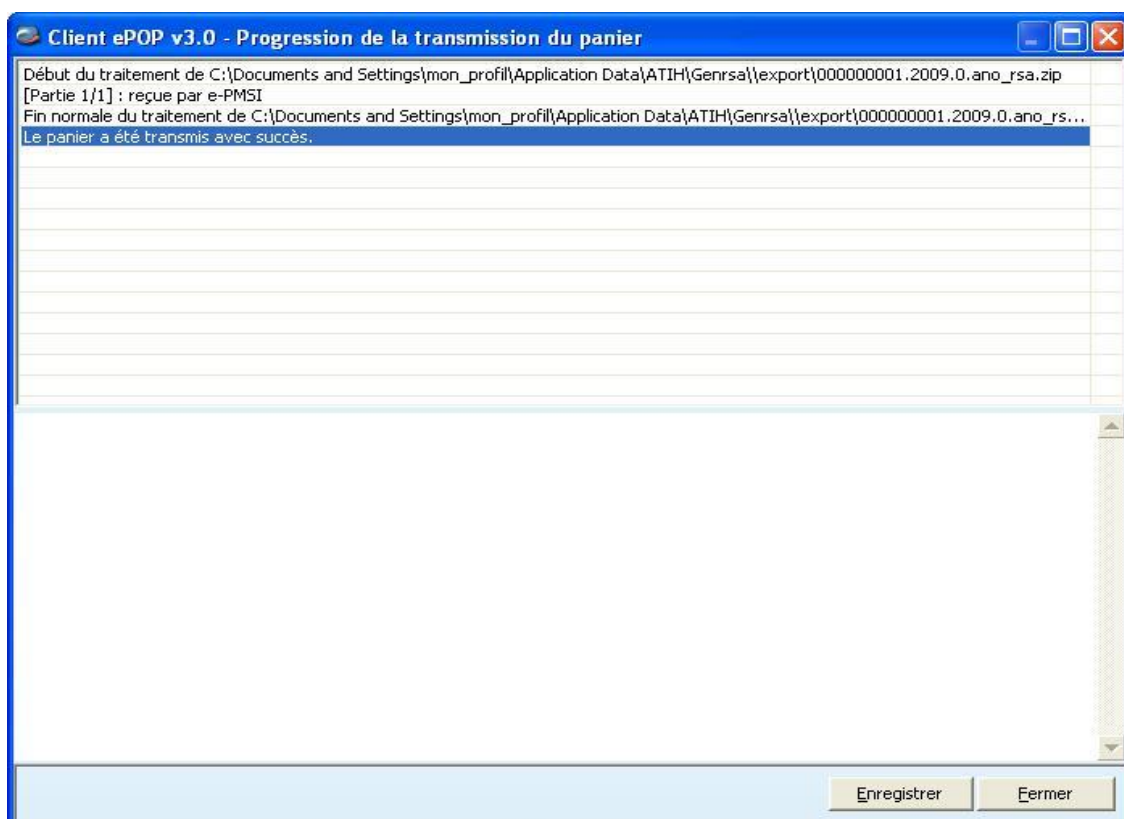 Client ePOP v3.0 - Progression de la transmission du panier
Début du traitement de C:\Documents and Settings\mon_profil\Application Data\ATIH\Genrsa\\export\000000001.2009.0.ano_rsa.zip
[Partie 1/1] : reçue par e-PMSI
Fin normale du traitement de C:\Documents and Settings\mon_profil\Application Data\ATIH\Genrsa\\export\000000001.2009.0.ano_rs...
Le panier a été transmis avec succès.
Enregistrer
Fermer